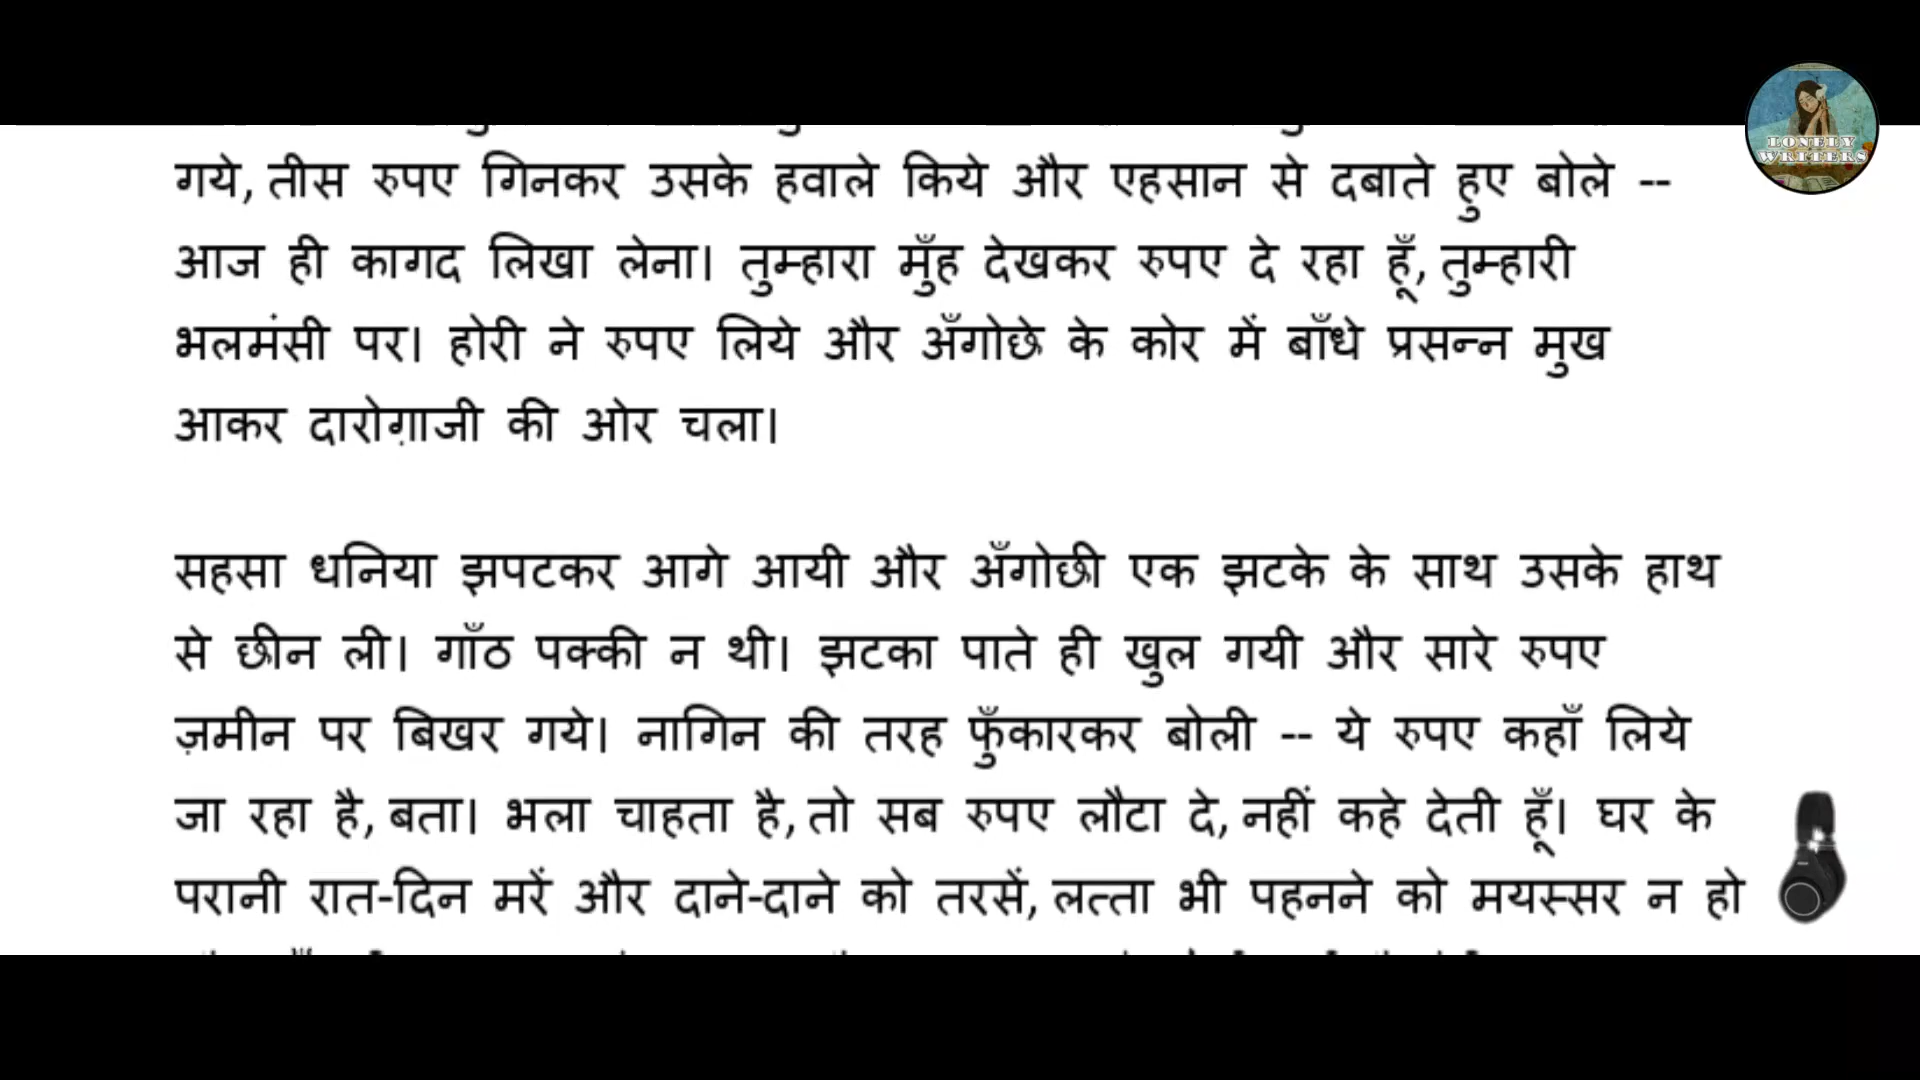 LONELY
WRITERS
गये, तीस रुपए गिनकर उसके हवाले किये और एहसान से दबाते हुए बोले --
आज ही कागद लिखा लेना। तुम्हारा मुँह देखकर रुपए दे रहा हूँ, तुम्हारी
भलमंसी पर। होरी ने रुपए लिये और अँगोछे के कोर में बाँधे प्रसन्न मुख
आकर दारोग़ाजी की ओर चला।
सहसा धनिया झपटकर आगे आयी और अँगोछी एक झटके के साथ उसके हाथ
से छीन ली। गाँठ पक्की न थी। झटका पाते ही खुल गयी और सारे रुपए
ज़मीन पर बिखर गये। नागिन की तरह फुँकारकर बोली -- ये रुपए कहाँ लिये
जा रहा है, बता। भला चाहता है, तो सब रुपए लौटा दे, नहीं कहे देती हूँ। घर के
परानी रात-दिन मरें और दाने-दाने को तरसें, लत्ता भी पहनने को मयस्सर न हो